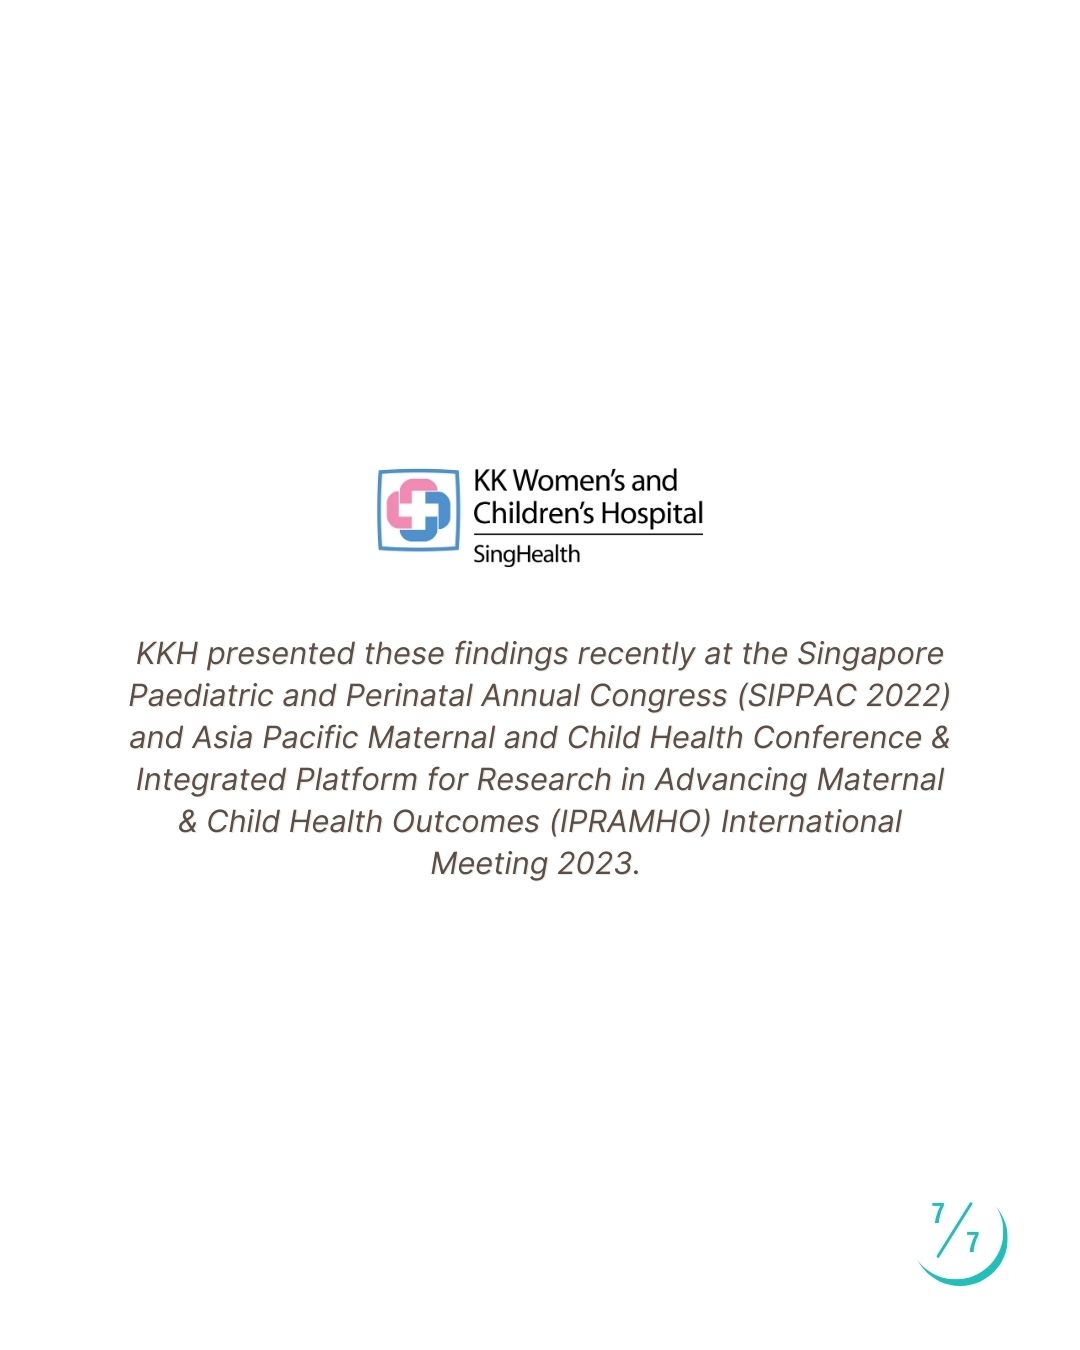 KK Women's and
Children's Hospital
SingHealth
KKH presented these findings recently at the Singapore
Paediatric and Perinatal Annual Congress (SIPPAC 2022)
and Asia Pacific Maternal and Child Health Conference &
Integrated Platform for Research in Advancing Maternal
& Child Health Outcomes (IPRAMHO) International
Meeting 2023.
7/7